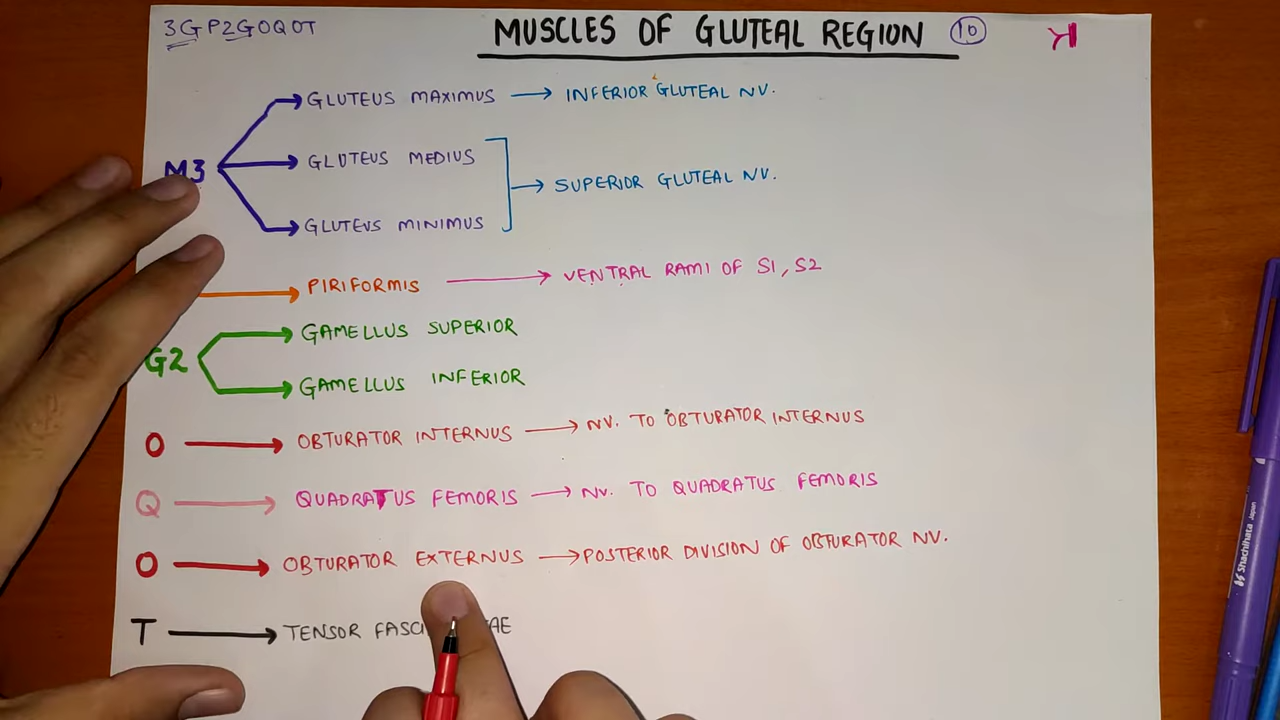 3GP2GOQOT
MUSCLES OF GLUTEAL REGION 10
GLUTEUS MAXIMUS → INFERIOR GLUTEAL NV.
M3
GLUTEUS MEDIUS
SUPERIOR GLUTEAL NV.
GLUTEUS MINIMUS
PIRIFORMIS → VENTRAL RAMI OF S1, S2
GAMELLUS SUPERIOR
G2
GAMELLUS INFERIOR
O → OBTURATOR INTERNUS → NV. TO OBTURATOR INTERNUS
Q → QUADRATUS FEMORIS → NV. TO QUADRATUS FEMORIS
O → OBTURATOR EXTERNUS → POSTERIOR DIVISION OF OBTURATOR NV.
T → TENSOR
Shachihata Japan